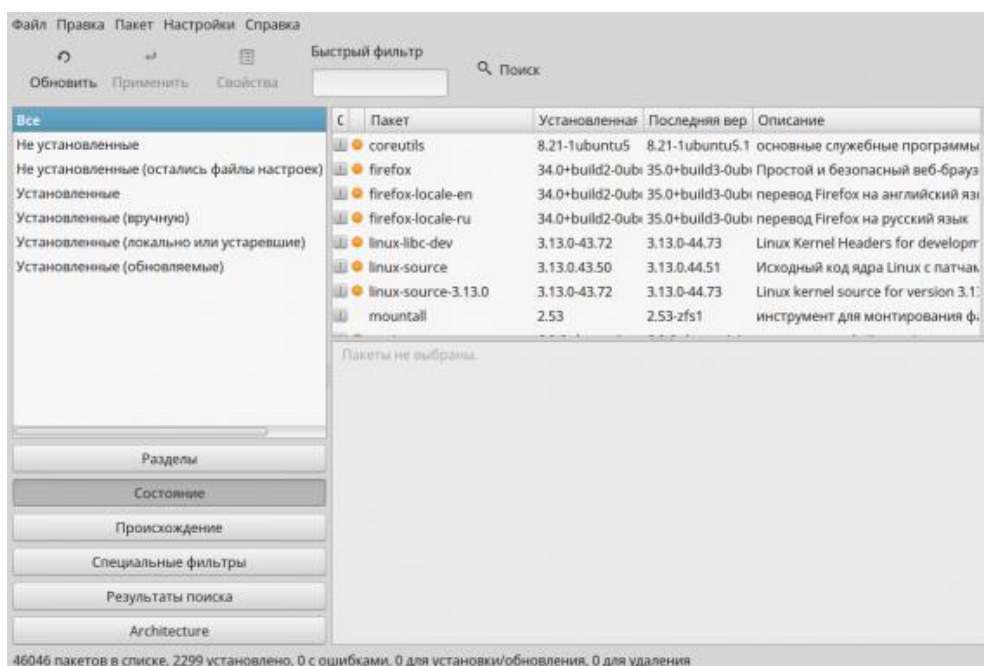 Файл Правка Пакет Настройки Справка
Обновить Применить Свойства
Быстрый фильтр
Поиск
Все
Не установленные
Не установленные (остались файлы настроек)
Установленные
Установленные (вручную)
Установленные (локально или устаревшие)
Установленные (обновляемые)
С Пакет Установленная Последняя вер Описание
coreutils 8.21-1ubuntu5 8.21-1ubuntu5.1 основные служебные программы
firefox 34.0+build2-0ubu 35.0+build3-0ubu Простой и безопасный веб-брауз
firefox-locale-en 34.0+build2-0ubu 35.0+build3-0ubu перевод Firefox на английский язы
firefox-locale-ru 34.0+build2-0ubu 35.0+build3-0ubu перевод Firefox на русский язык
linux-libc-dev 3.13.0-43.72 3.13.0-44.73 Linux Kernel Headers for developm
linux-source 3.13.0.43.50 3.13.0.44.51 Исходный код ядра Linux с патчам
linux-source-3.13.0 3.13.0-43.72 3.13.0-44.73 Linux kernel source for version 3.1
mountall 2.53 2.53-zfs1 инструмент для монтирования
Пакеты не выбраны.
Разделы
Состояние
Происхождение
Специальные фильтры
Результаты поиска
Architecture
46046 пакетов в списке, 2299 установлено, 0 с ошибками. 0 для установки/обновления, 0 для удаления